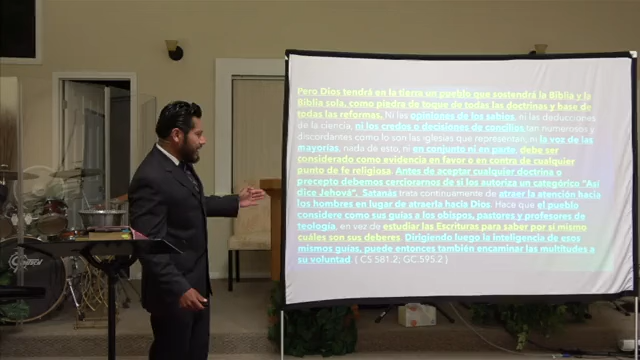 Pero Dios tendrá en la tierra un pueblo que sostendrá la Biblia y la
Biblia sola, como piedra de toque de todas las doctrinas y base de
todas las reformas. Ni las opiniones de los sabios, ni las deducciones
de la ciencia, ni los credos o decisiones de concilios tan numerosos y
discordantes como lo son las iglesias que representan, ni la voz de las
mayorías, nada de esto, ni en conjunto ni en parte, debe ser
considerado como evidencia en favor o en contra de cualquier
punto de fe religiosa. Antes de aceptar cualquier doctrina o
precepto debemos cerciorarnos de si los autoriza un categórico "Así
dice Jehová". Satanás trata continuamente de atraer la atención hacia
los hombres en lugar de atraerla hacia Dios. Hace que el pueblo
considere como sus guías a los obispos, pastores y profesores de
teología, en vez de estudiar las Escrituras para saber por sí mismo
cuáles son sus deberes. Dirigiendo luego la inteligencia de esos
mismos guías, puede entonces también encaminar las multitudes a
su voluntad. { CS 581.2; GC 595.2 }